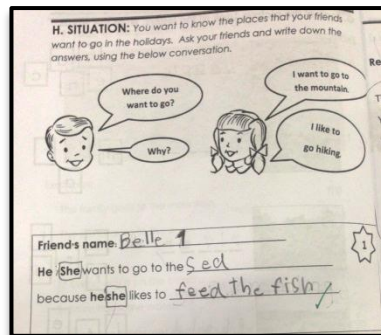 H. SITUATION: You want to know the places that your friends
want to go in the holidays. Ask your friends and write down the
answers, using the below conversation.
Re
Where do you
want to go?
Why?
I want to go to
the mountain.
I like to
go hiking.
Friend's name Belle 1
1
He She wants to go to the Sea
because he she likes to feed the fish